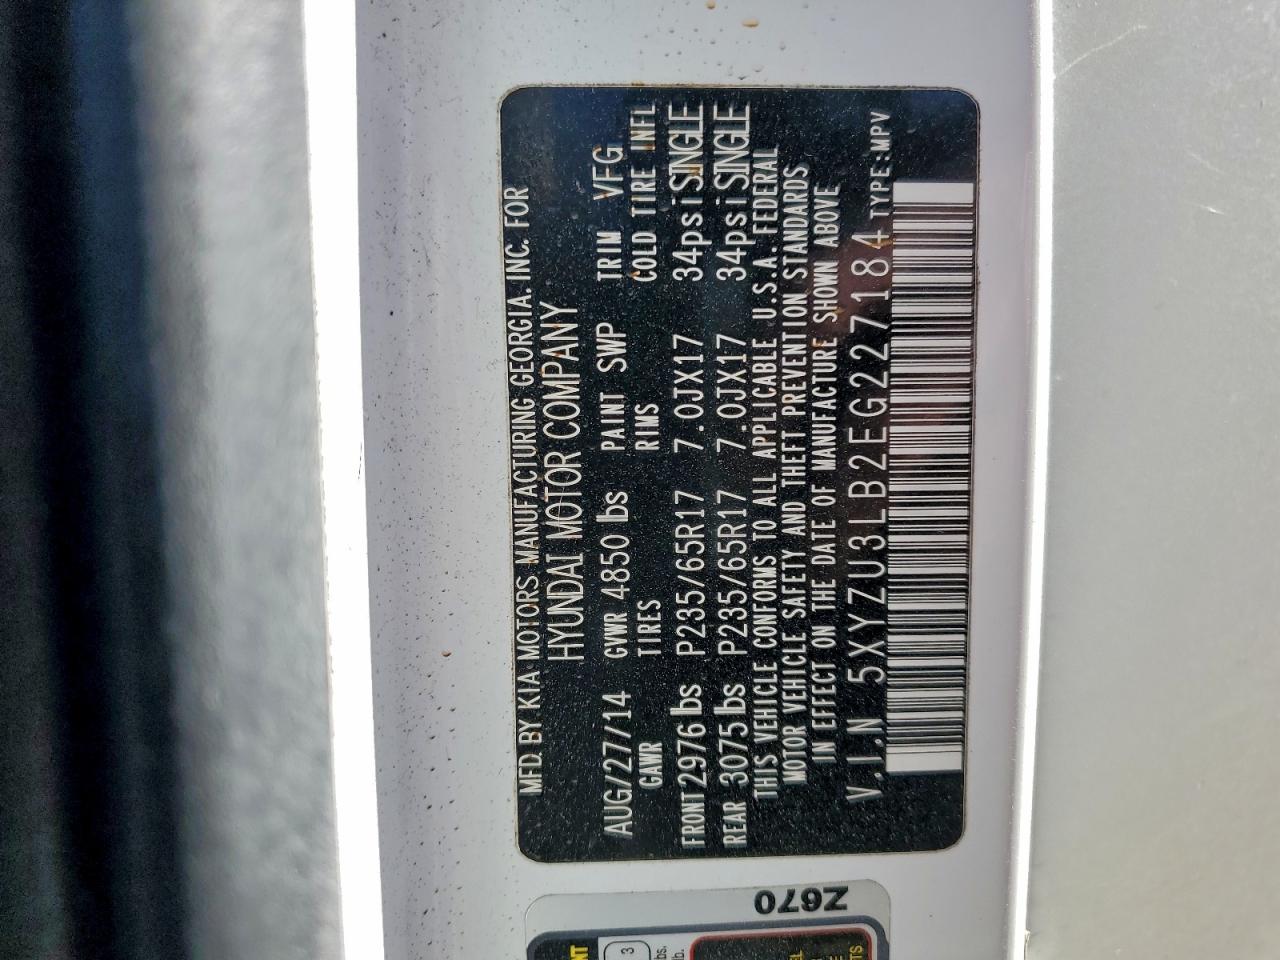 MFD. BY KIA MOTORS MANUFACTURING GEORGIA. INC. FOR
HYUNDAI MOTOR COMPANY
AUG/27/14 GVWR 4850 lbs PAINT SWP TRIM VFG
GAWR TIRES RIMS COLD TIRE INFL
FRONT 2976 lbs P235/65R17 7.0JX17 34psi SINGLE
REAR 3075 lbs P235/65R17 7.0JX17 34psi SINGLE
THIS VEHICLE CONFORMS TO ALL APPLICABLE U.S.A. FEDERAL
MOTOR VEHICLE SAFETY AND THEFT PREVENTION STANDARDS
IN EFFECT ON THE DATE OF MANUFACTURE SHOWN ABOVE
V.I.N 5XYZU3LB2EG227184 TYPE:MPV
Z670
3